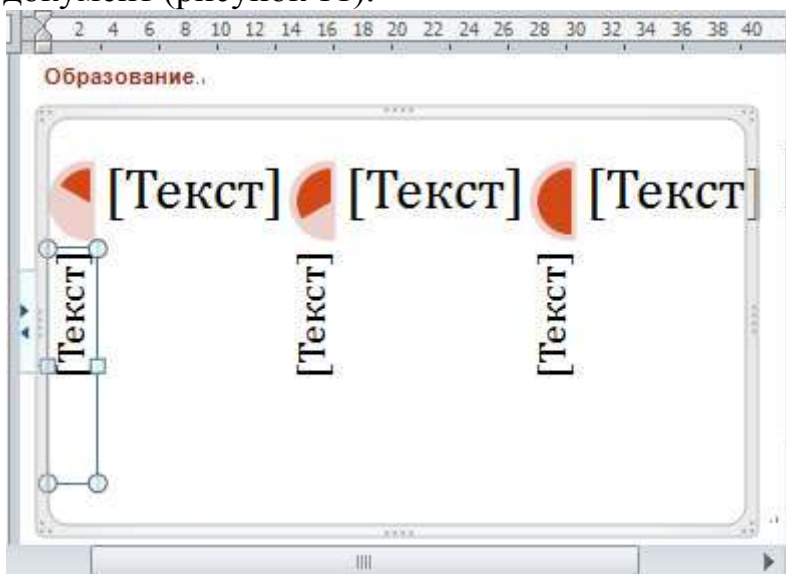 документ (рисунок 11).
2 4 6 8 10 12 14 16 18 20 22 24 26 28 30 32 34 36 38 40
Образование
[Текст] [Текст] [Текст]
[Текст] [Текст] [Текст]